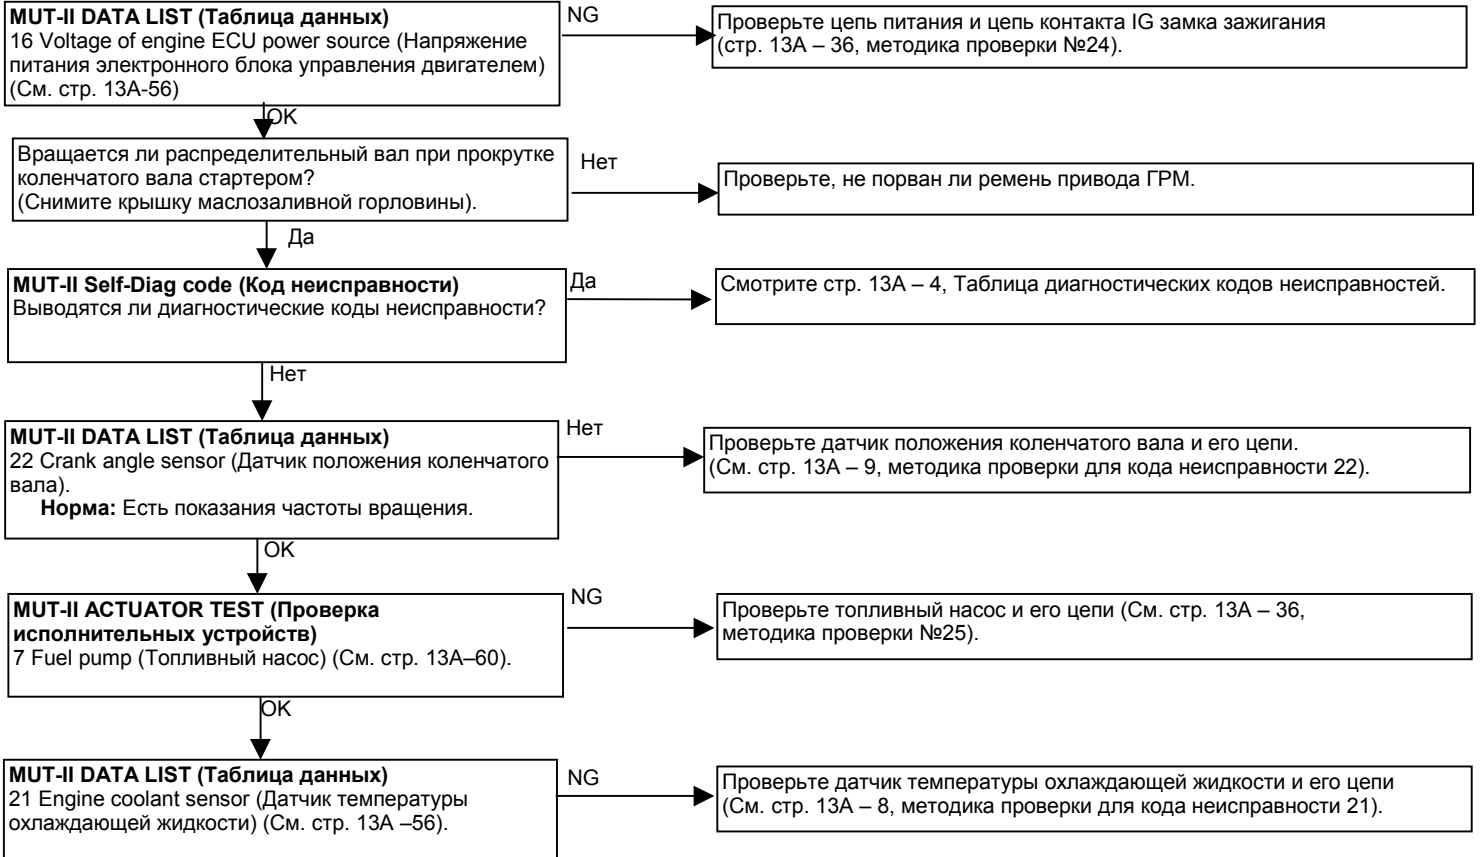 MUT-II DATA LIST (Таблица данных)
16 Voltage of engine ECU power source (Напряжение
питания электронного блока управления двигателем)
(См. стр. 13А-56)
NG
Проверьте цепь питания и цепь контакта IG замка зажигания
(стр. 13А – 36, методика проверки №24).
OK
Вращается ли распределительный вал при прокрутке
коленчатого вала стартером?
(Снимите крышку маслозаливной горловины).
Нет
Проверьте, не порван ли ремень привода ГРМ.
Да
MUT-II Self-Diag code (Код неисправности)
Выводятся ли диагностические коды неисправности?
Да
Смотрите стр. 13А – 4, Таблица диагностических кодов неисправностей.
Нет
MUT-II DATA LIST (Таблица данных)
22 Crank angle sensor (Датчик положения коленчатого
вала).
Норма: Есть показания частоты вращения.
Нет
Проверьте датчик положения коленчатого вала и его цепи.
(См. стр. 13А – 9, методика проверки для кода неисправности 22).
OK
MUT-II ACTUATOR TEST (Проверка
исполнительных устройств)
7 Fuel pump (Топливный насос) (См. стр. 13А–60).
NG
Проверьте топливный насос и его цепи (См. стр. 13А – 36,
методика проверки №25).
OK
MUT-II DATA LIST (Таблица данных)
21 Engine coolant sensor (Датчик температуры
охлаждающей жидкости) (См. стр. 13А –56).
NG
Проверьте датчик температуры охлаждающей жидкости и его цепи
(См. стр. 13А – 8, методика проверки для кода неисправности 21).